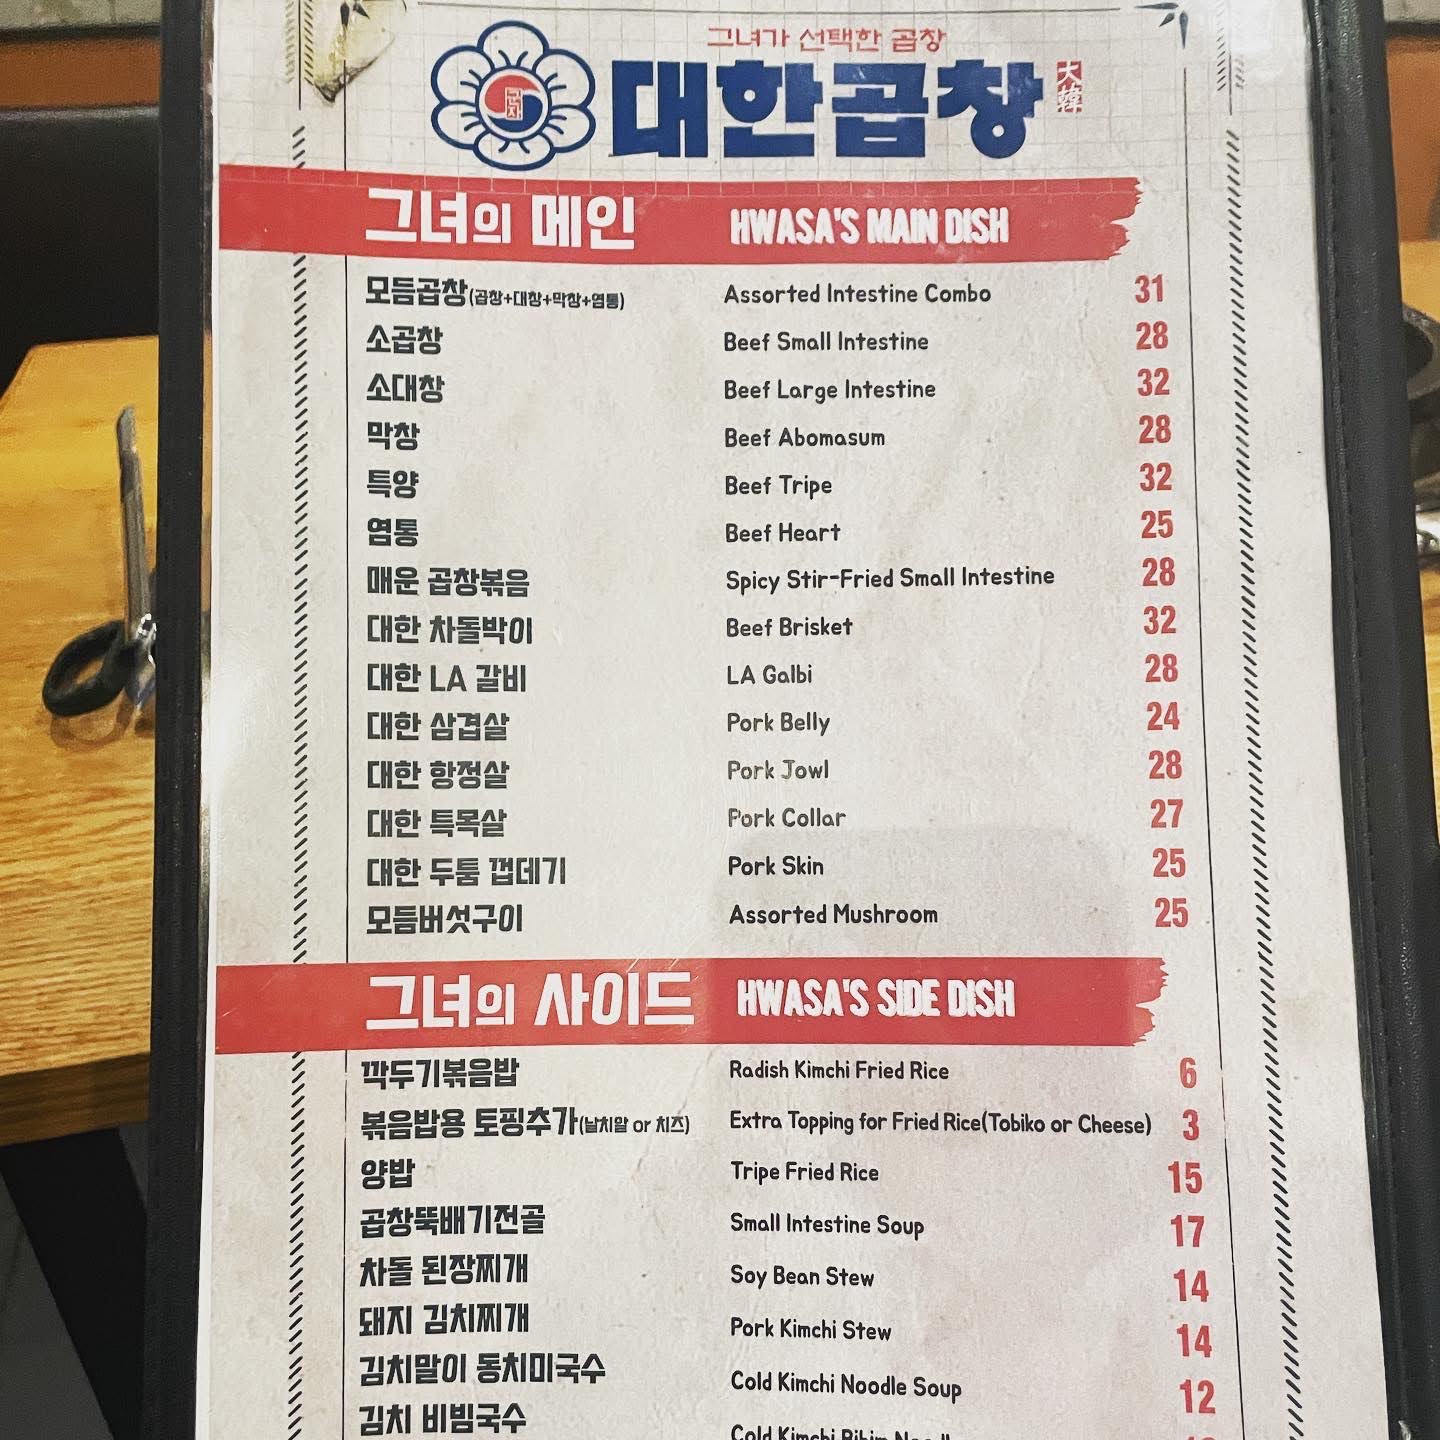 그녀가 선택한 곱창
군자
대한곱창 大韓
그녀의 메인 HWASA'S MAIN DISH
모듬곱창(곱창+대창+막창+염통) Assorted Intestine Combo 31
소곱창 Beef Small Intestine 28
소대창 Beef Large Intestine 32
막창 Beef Abomasum 28
특양 Beef Tripe 32
염통 Beef Heart 25
매운 곱창볶음 Spicy Stir-Fried Small Intestine 28
대한 차돌박이 Beef Brisket 32
대한 LA 갈비 LA Galbi 28
대한 삼겹살 Pork Belly 24
대한 항정살 Pork Jowl 28
대한 특목살 Pork Collar 27
대한 두툼 껍데기 Pork Skin 25
모듬버섯구이 Assorted Mushroom 25
그녀의 사이드 HWASA'S SIDE DISH
깍두기볶음밥 Radish Kimchi Fried Rice 6
볶음밥용 토핑추가(날치알 or 치즈) Extra Topping for Fried Rice(Tobiko or Cheese) 3
양밥 Tripe Fried Rice 15
곱창뚝배기전골 Small Intestine Soup 17
차돌 된장찌개 Soy Bean Stew 14
돼지 김치찌개 Pork Kimchi Stew 14
김치말이 동치미국수 Cold Kimchi Noodle Soup 12
김치 비빔국수 Cold Kimchi Bibim